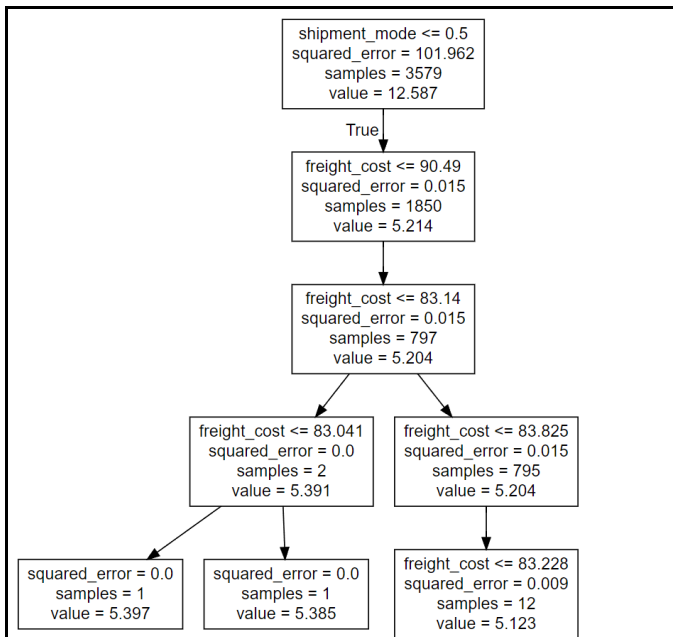 shipment_mode <= 0.5
squared_error = 101.962
samples = 3579
value = 12.587
True
freight_cost <= 90.49
squared_error = 0.015
samples = 1850
value = 5.214
freight_cost <= 83.14
squared_error = 0.015
samples = 797
value = 5.204
freight_cost <= 83.041
squared_error = 0.0
samples = 2
value = 5.391
freight_cost <= 83.825
squared_error = 0.015
samples = 795
value = 5.204
squared_error = 0.0
samples = 1
value = 5.397
squared_error = 0.0
samples = 1
value = 5.385
freight_cost <= 83.228
squared_error = 0.009
samples = 12
value = 5.123